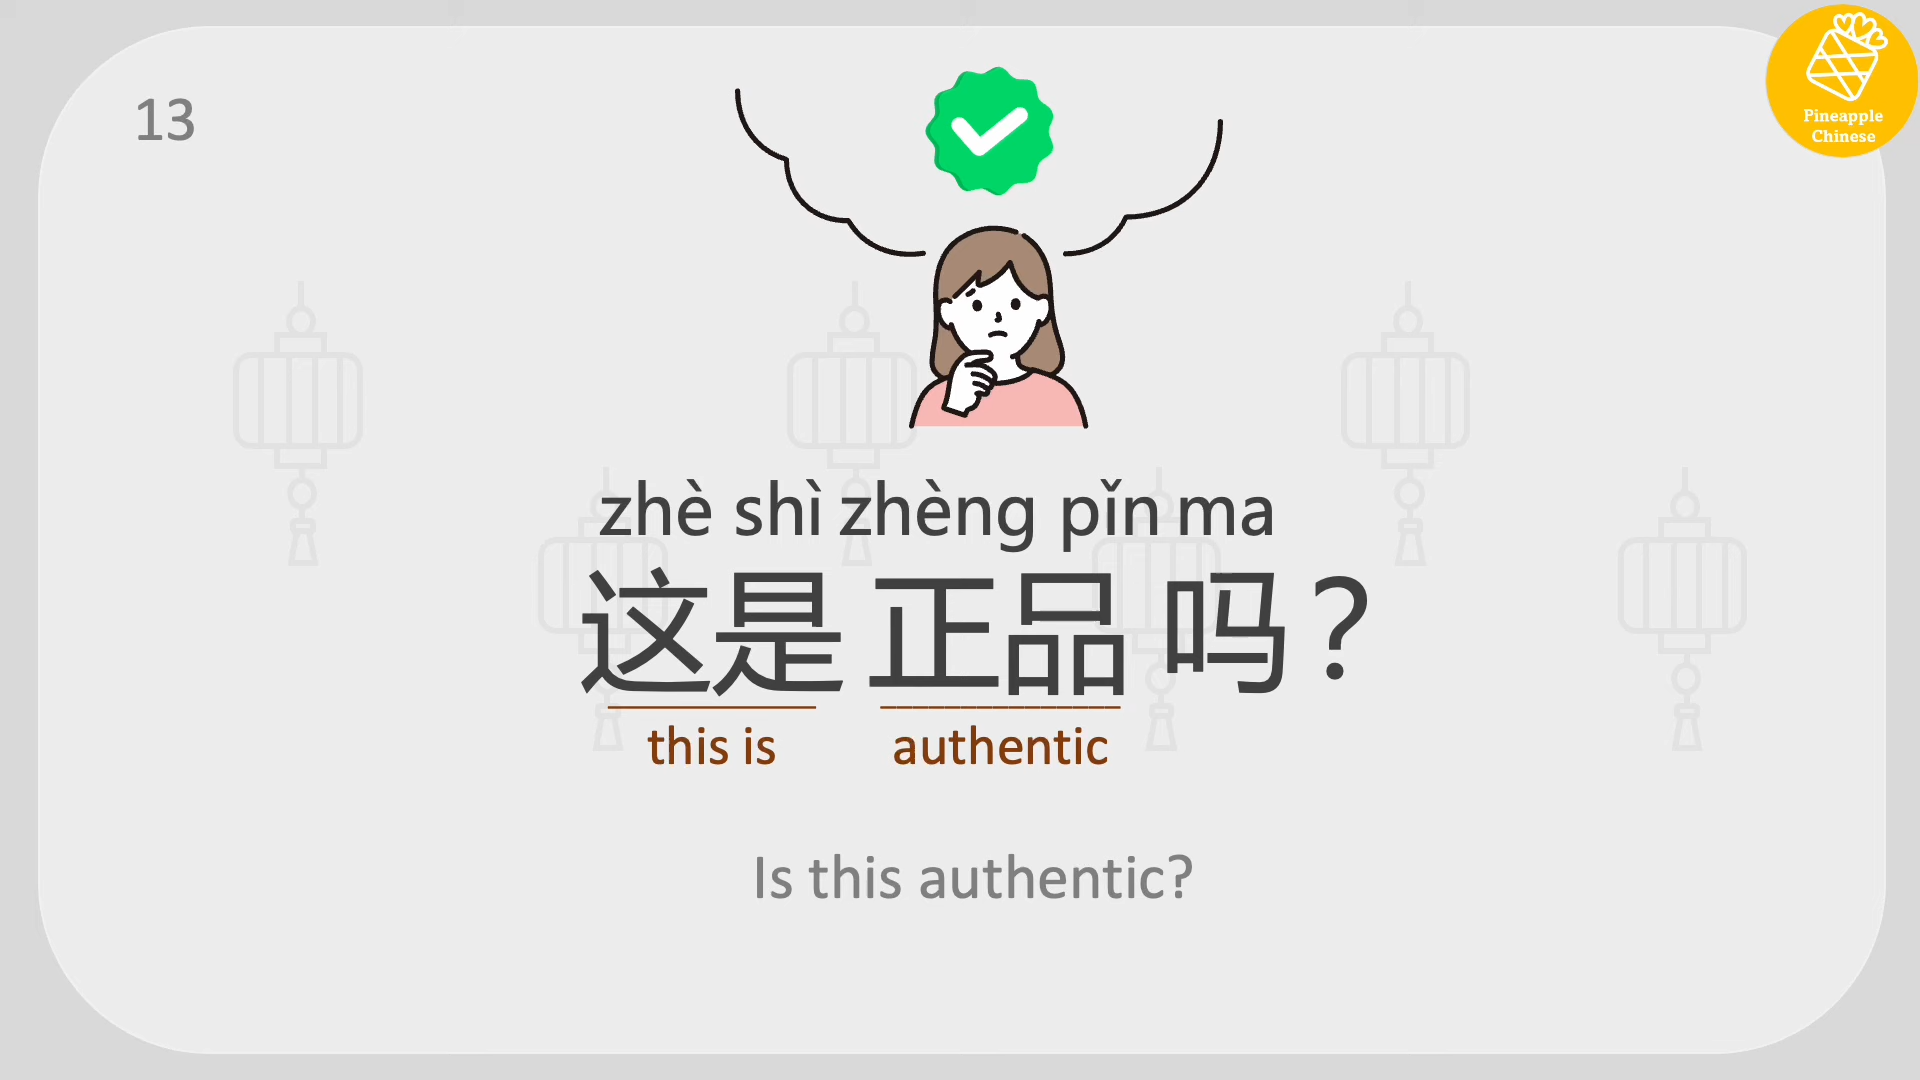 13
Pineapple
Chinese
zhè shì zhèng pǐn ma
这是 正品 吗？
this is authentic
Is this authentic?